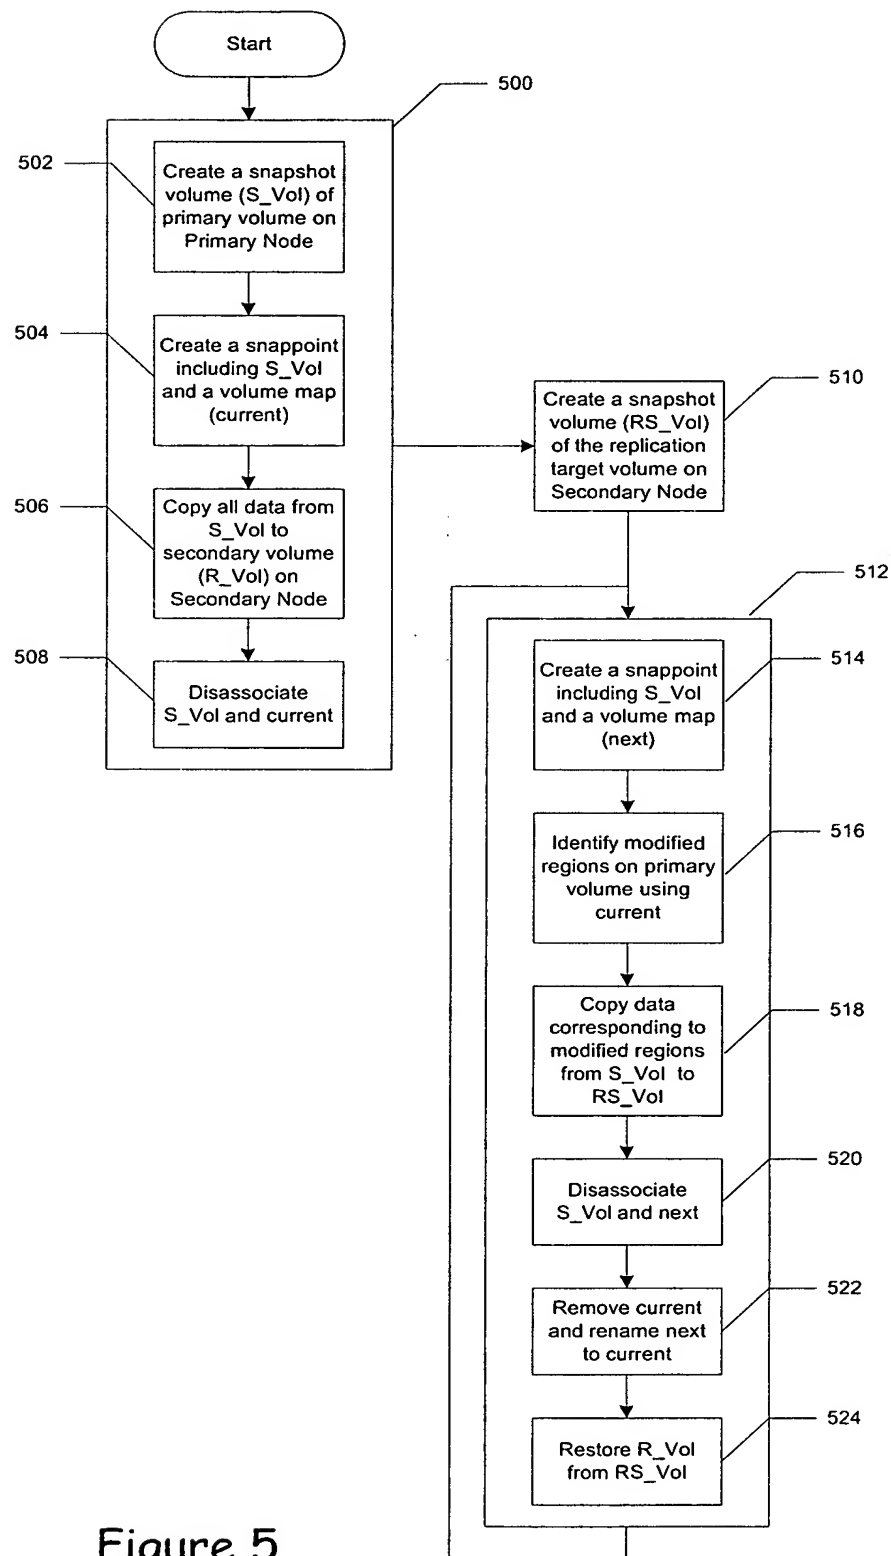 Start
500
502
Create a snapshot
volume (S_Vol) of
primary volume on
Primary Node
504
Create a snappoint
including S_Vol
and a volume map
(current)
506
Copy all data from
S_Vol to
secondary volume
(R_Vol) on
Secondary Node
508
Disassociate
S_Vol and current
510
Create a snapshot
volume (RS_Vol)
of the replication
target volume on
Secondary Node
512
514
Create a snappoint
including S_Vol
and a volume map
(next)
516
Identify modified
regions on primary
volume using
current
518
Copy data
corresponding to
modified regions
from S_Vol to
RS_Vol
520
Disassociate
S_Vol and next
522
Remove current
and rename next
to current
524
Restore R_Vol
from RS_Vol
Figure 5